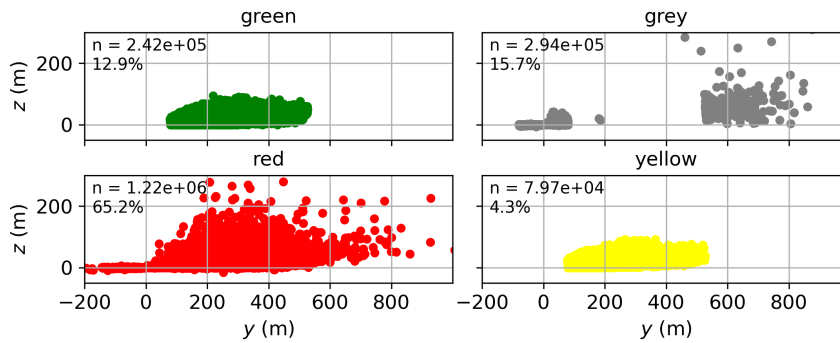 green
n = 2.42e+05
12.9%
z (m)
200
0
grey
n = 2.94e+05
15.7%
red
n = 1.22e+06
65.2%
z (m)
200
0
−200 0 200 400 600 800
y (m)
yellow
n = 7.97e+04
4.3%
−200 0 200 400 600 800
y (m)